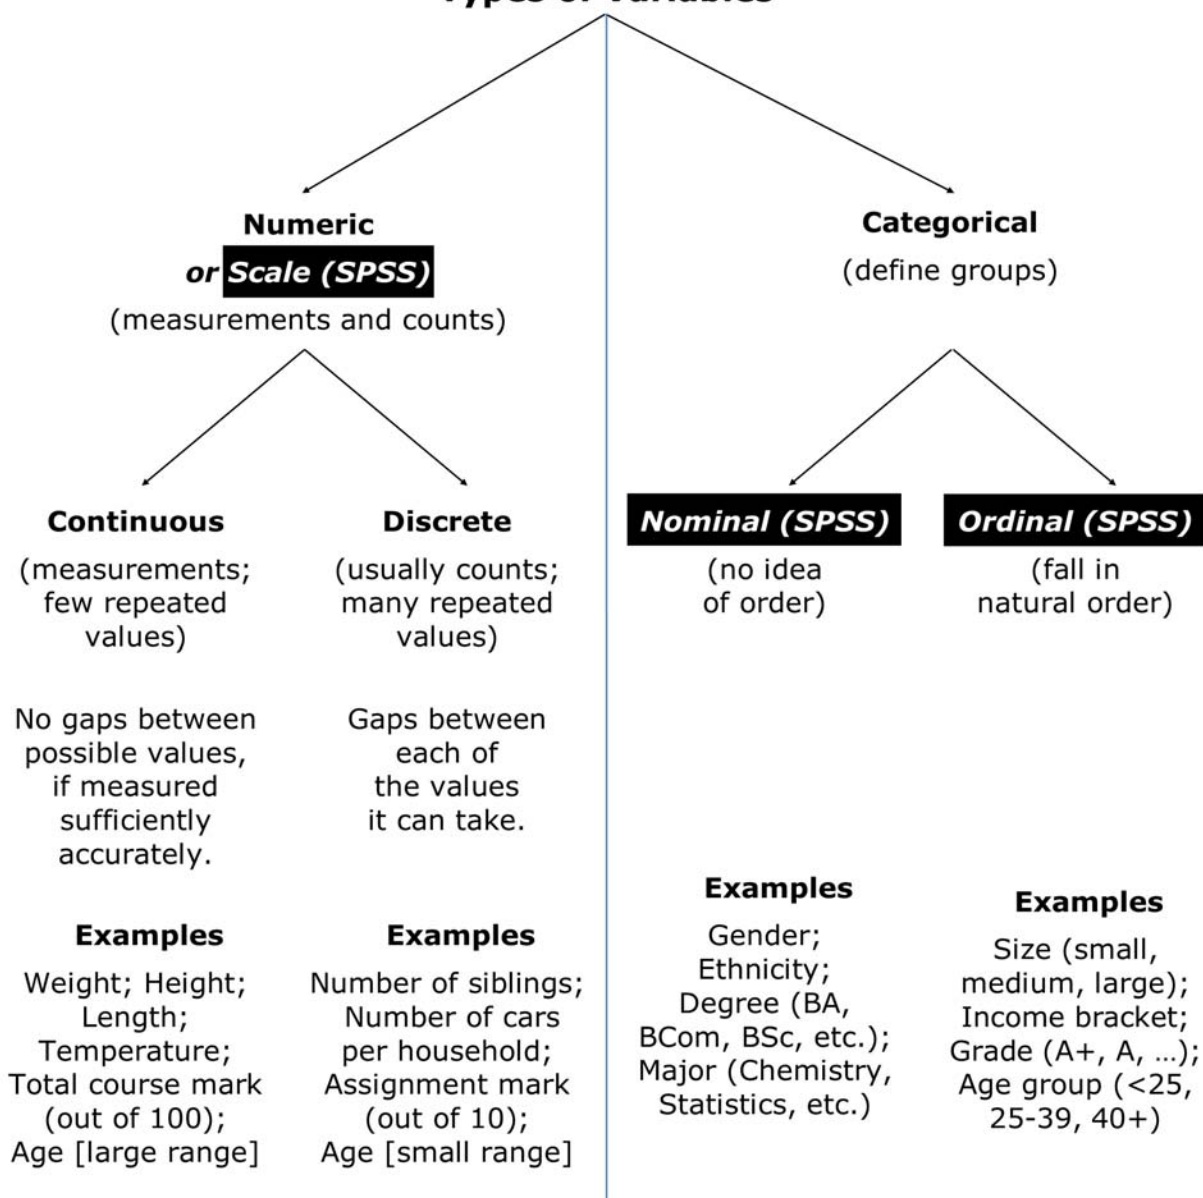 Types of Variables
Numeric
or Scale (SPSS)
(measurements and counts)
Categorical
(define groups)
Continuous
(measurements;
few repeated
values)
No gaps between
possible values,
if measured
sufficiently
accurately.
Examples
Weight; Height;
Length;
Temperature;
Total course mark
(out of 100);
Age [large range]
Discrete
(usually counts;
many repeated
values)
Gaps between
each of
the values
it can take.
Examples
Number of siblings;
Number of cars
per household;
Assignment mark
(out of 10);
Age [small range]
Nominal (SPSS)
(no idea
of order)
Examples
Gender;
Ethnicity;
Degree (BA,
BCom, BSc, etc.);
Major (Chemistry,
Statistics, etc.)
Ordinal (SPSS)
(fall in
natural order)
Examples
Size (small,
medium, large);
Income bracket;
Grade (A+, A, ...);
Age group (<25,
25-39, 40+)